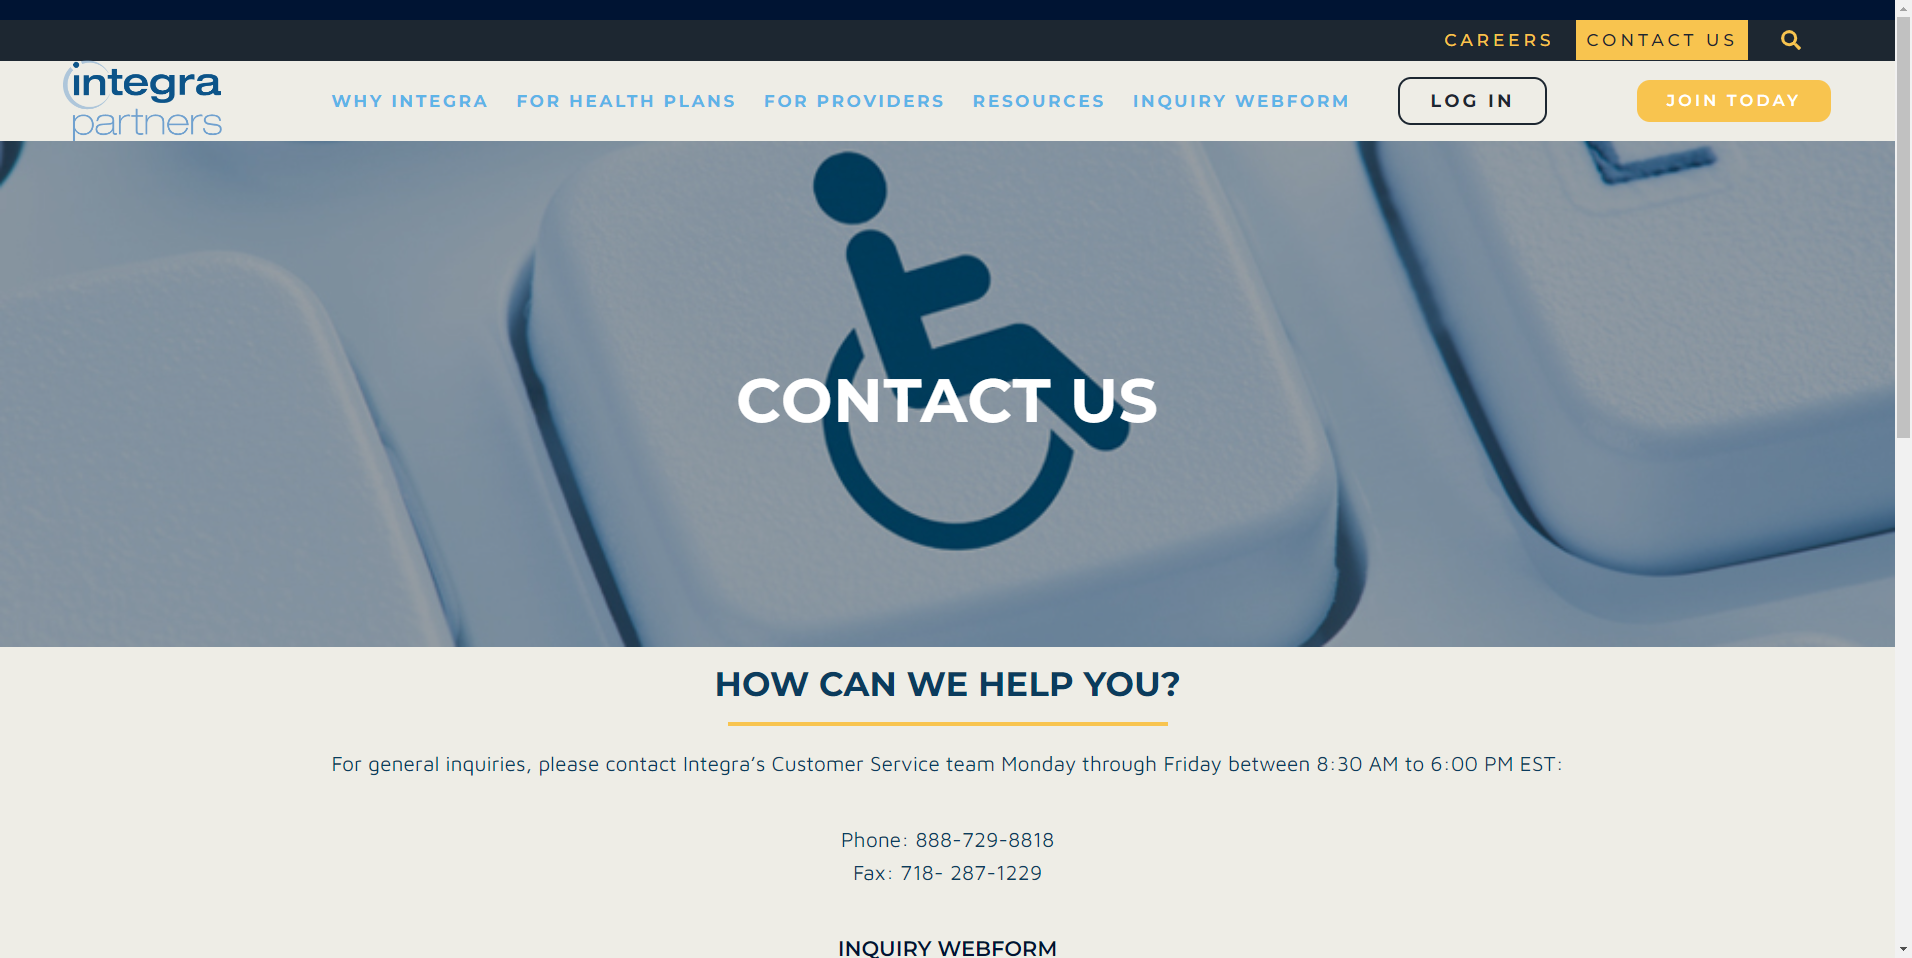 CAREERS
CONTACT US
integra
partners
WHY INTEGRA
FOR HEALTH PLANS
FOR PROVIDERS
RESOURCES
INQUIRY WEBFORM
LOG IN
JOIN TODAY
CONTACT US
HOW CAN WE HELP YOU?
For general inquiries, please contact Integra’s Customer Service team Monday through Friday between 8:30 AM to 6:00 PM EST:
Phone: 888-729-8818
Fax: 718- 287-1229
INQUIRY WEBFORM